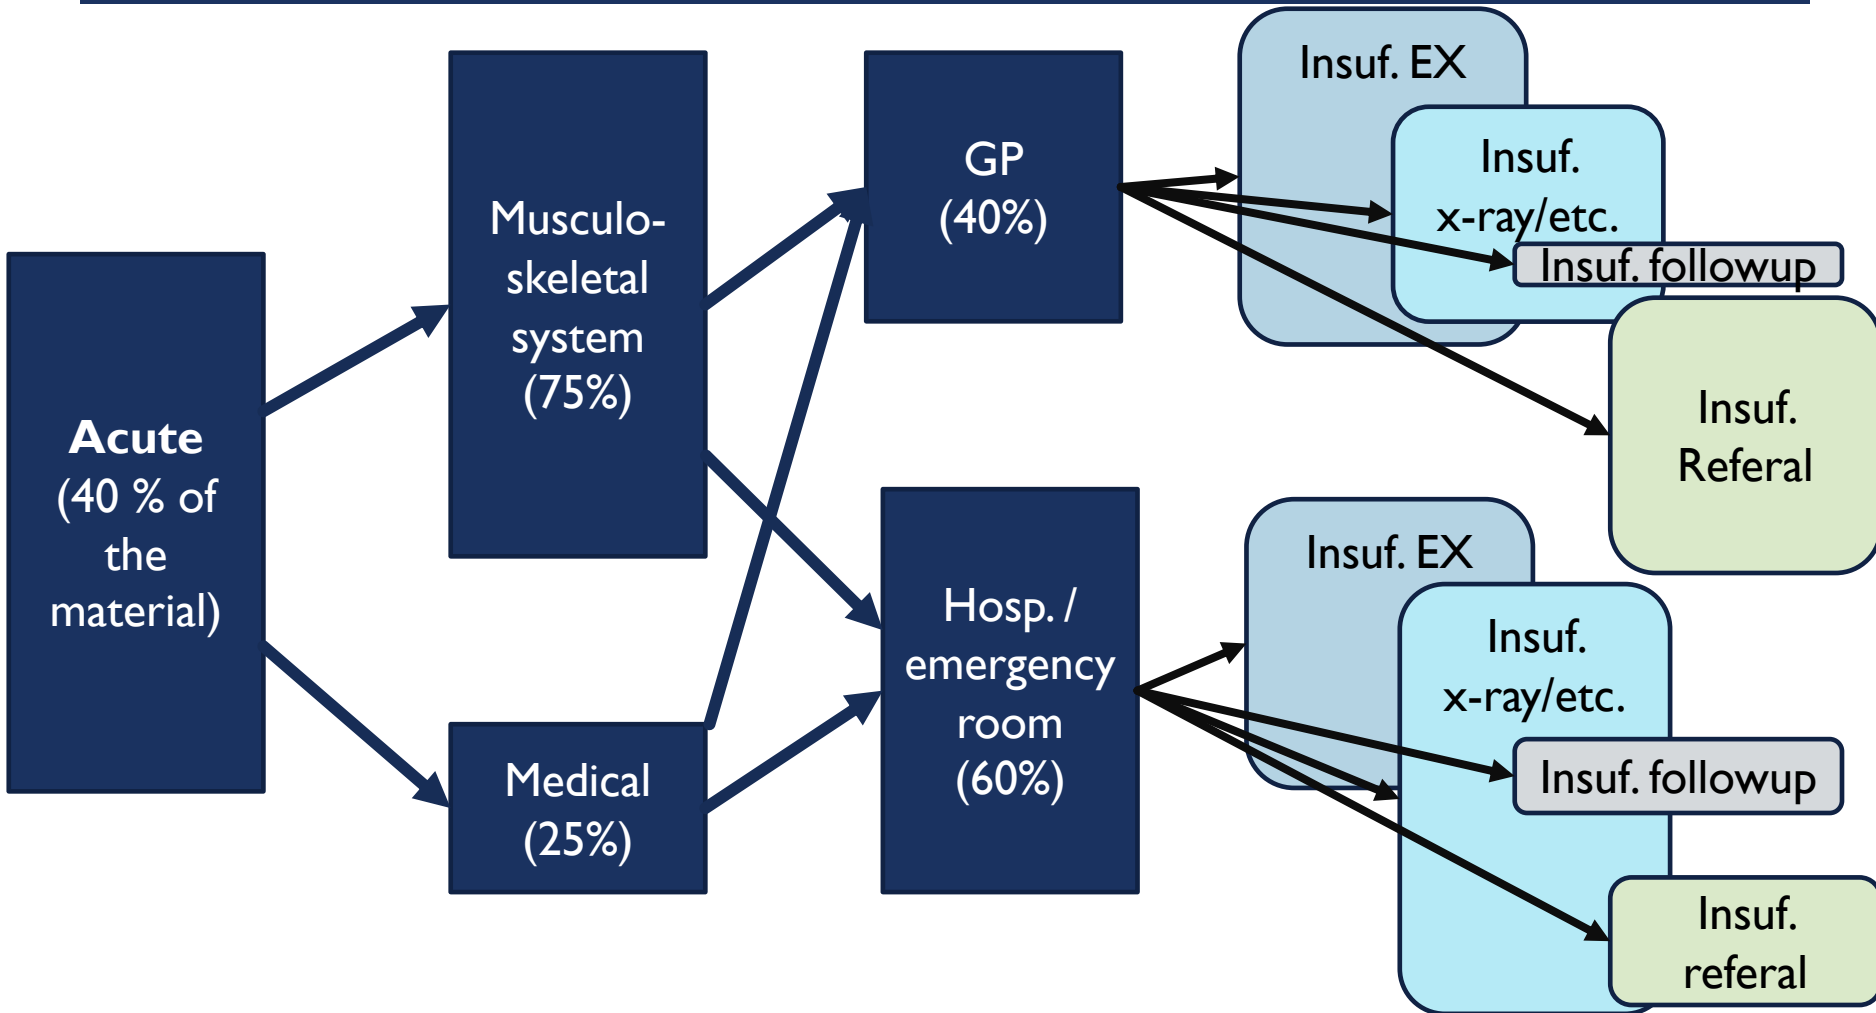 Acute
(40 % of
the
material)
Musculo-
skeletal
system
(75%)
Medical
(25%)
GP
(40%)
Hosp. /
emergency
room
(60%)
Insuf. EX
Insuf.
x-ray/etc.
Insuf. followup
Insuf.
Referal
Insuf. EX
Insuf.
x-ray/etc.
Insuf. followup
Insuf.
referal